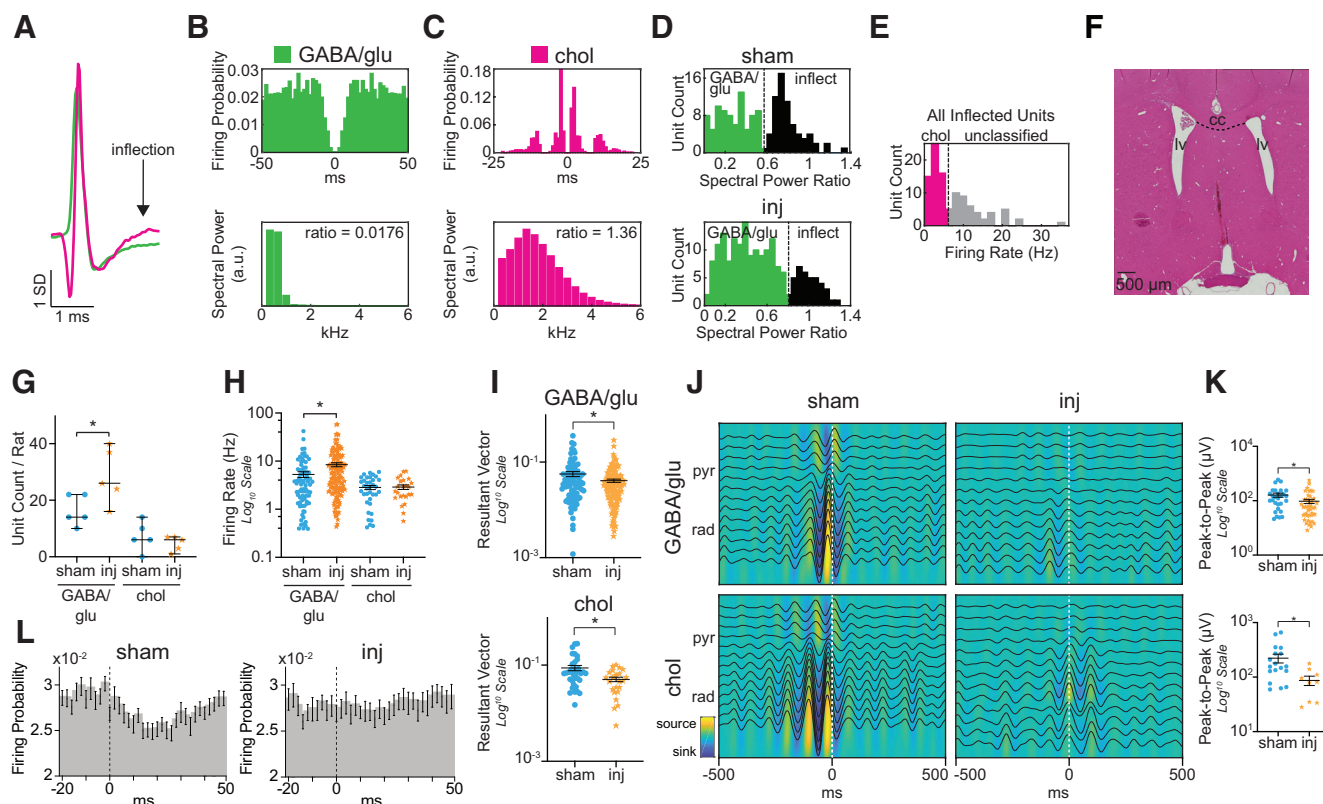 A
inflection
1 SD
1 ms
B
GABA/glu
Firing Probability
0.03
0.02
0.01
0
-50
0
50
ms
Spectral Power
(a.u.)
ratio = 0.0176
0
2
4
6
kHz
C
chol
Firing Probability
0.18
0.12
0.06
0
-25
0
25
ms
Spectral Power
(a.u.)
ratio = 1.36
0
2
4
6
kHz
D
sham
Unit Count
16
8
0
GABA/
glu
inflect
0.2
0.6
1
1.4
Spectral Power Ratio
inj
Unit Count
10
5
0
GABA/glu
inflect
0.2
0.6
1
1.4
Spectral Power Ratio
E
All Inflected Units
chol
unclassified
Unit Count
20
10
0
0
10
20
30
Firing Rate (Hz)
F
cc
lv
lv
500 µm
G
Unit Count / Rat
40
20
0
*
sham inj sham inj
GABA/
glu
chol
H
Firing Rate (Hz)
Log10 Scale
100
10
1
0.1
*
sham inj sham inj
GABA/
glu
chol
I
GABA/glu
Resultant Vector
Log10 Scale
10-1
10-3
*
sham inj
chol
Resultant Vector
Log10 Scale
10-1
10-3
*
sham inj
J
sham
inj
GABA/glu
pyr
rad
chol
pyr
rad
source
sink
-500
0
500
ms
-500
0
500
ms
K
Peak-to-Peak (µV)
Log10 Scale
104
102
100
*
sham inj
Peak-to-Peak (µV)
Log10 Scale
103
102
101
*
sham inj
L
sham
x10-2
Firing Probability
3
2.5
2
-20
0
50
ms
inj
x10-2
Firing Probability
3
2.5
2
-20
0
50
ms